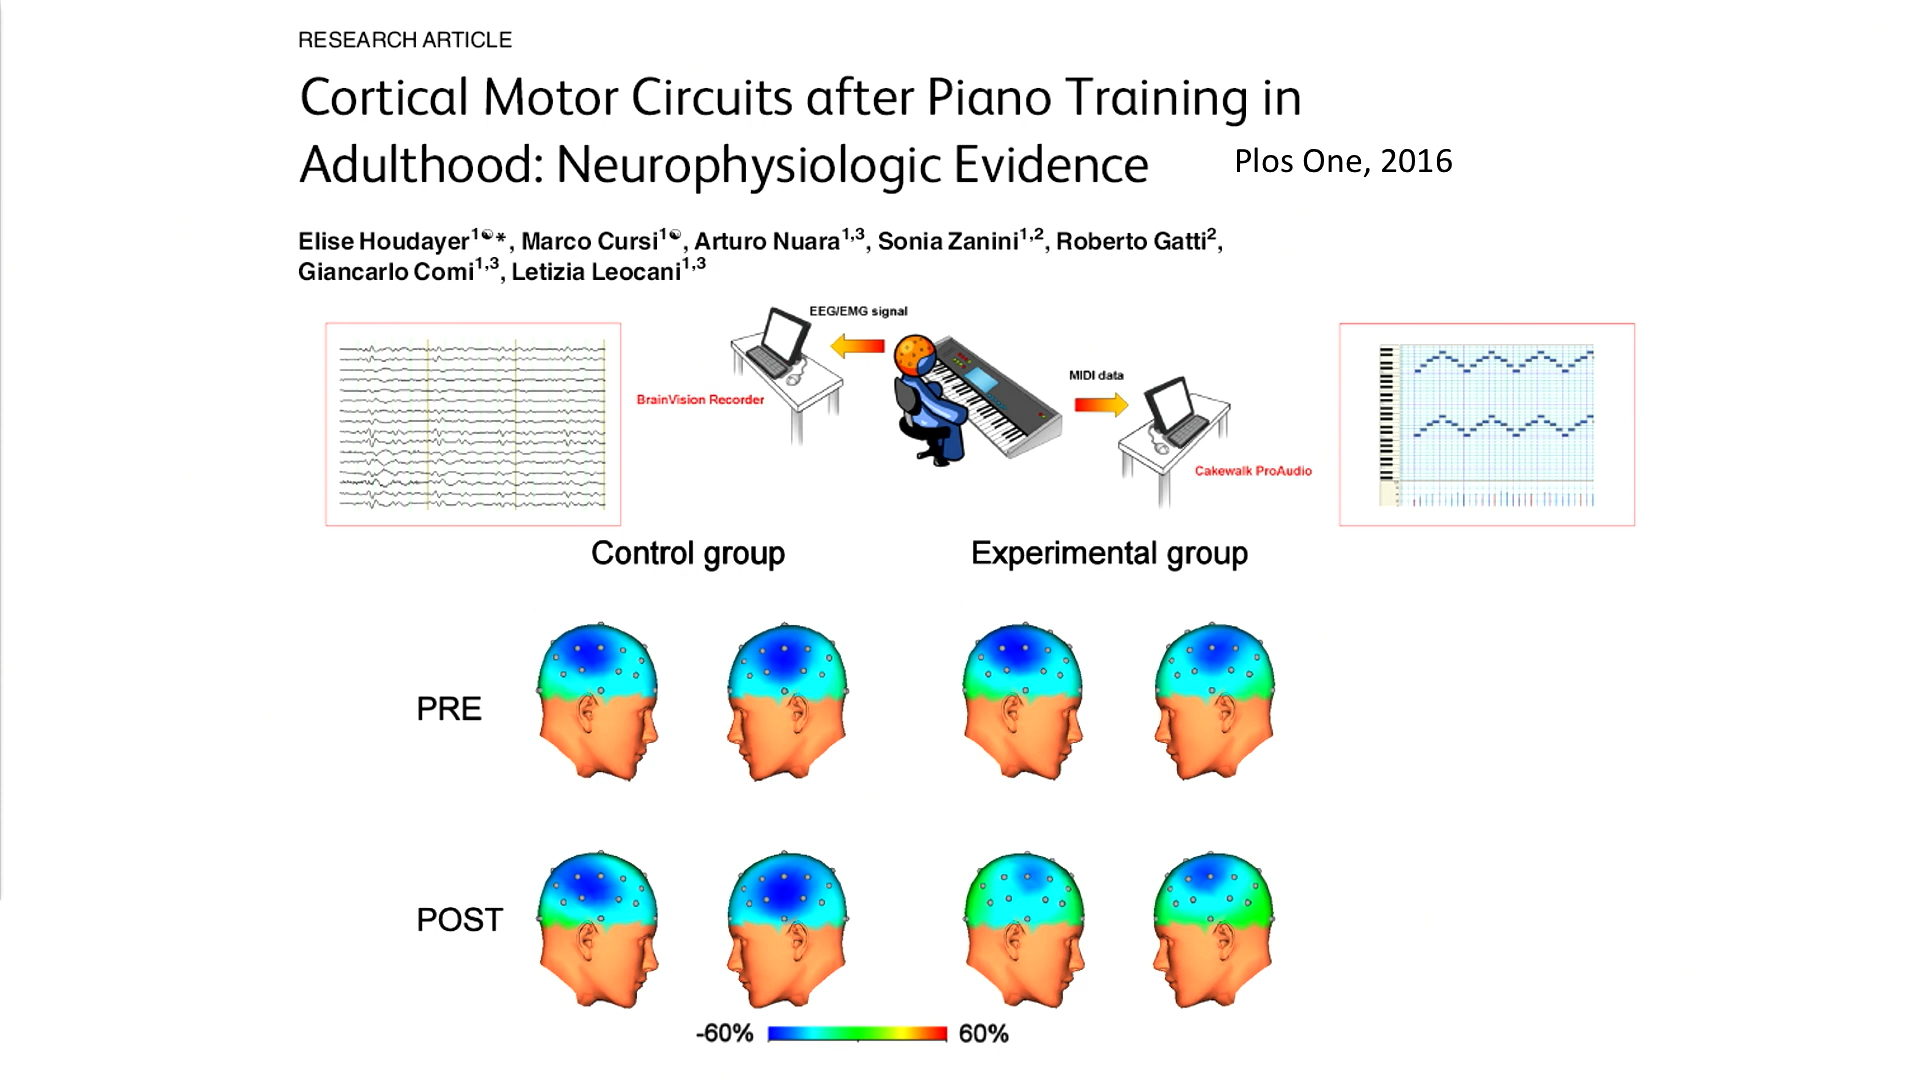 RESEARCH ARTICLE
Cortical Motor Circuits after Piano Training in
Adulthood: Neurophysiologic Evidence
Plos One, 2016
Elise Houdayer1☯*, Marco Cursi1☯, Arturo Nuara1,3, Sonia Zanini1,2, Roberto Gatti2,
Giancarlo Comi1,3, Letizia Leocani1,3
EEG/EMG signal
MIDI data
BrainVision Recorder
Cakewalk ProAudio
Control group
Experimental group
PRE
POST
-60%
60%